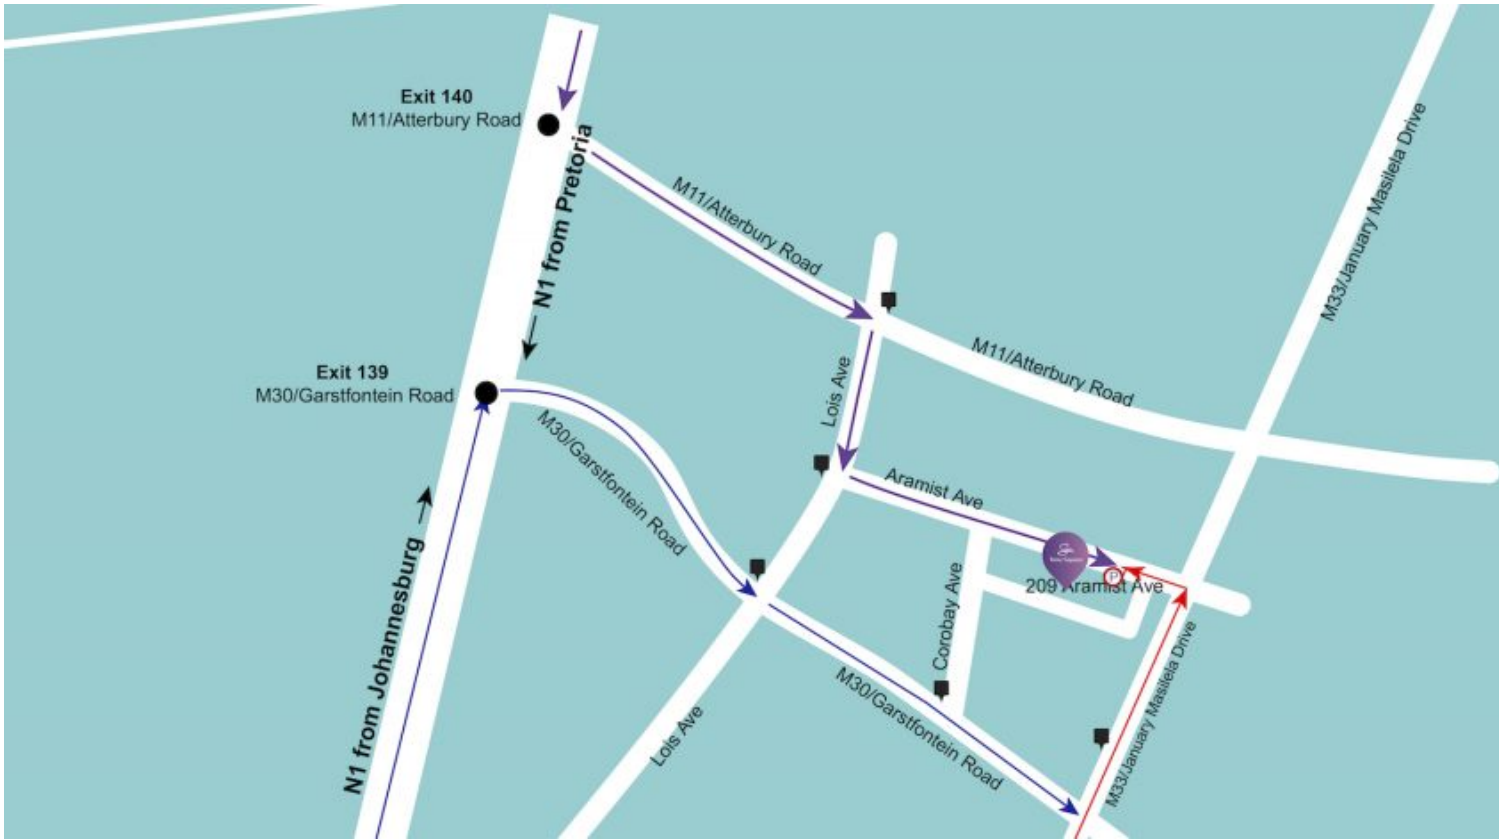 Exit 140
M11/Atterbury Road
N1 from Pretoria
M11/Atterbury Road
M33/January Masilela Drive
Exit 139
M30/Garstfontein Road
Lois Ave
M11/Atterbury Road
M30/Garstfontein Road
Aramist Ave
N1 from Johannesburg
P
209 Aramist Ave
Corobay Ave
M30/Garstfontein Road
Lois Ave
M33/January Masilela Drive